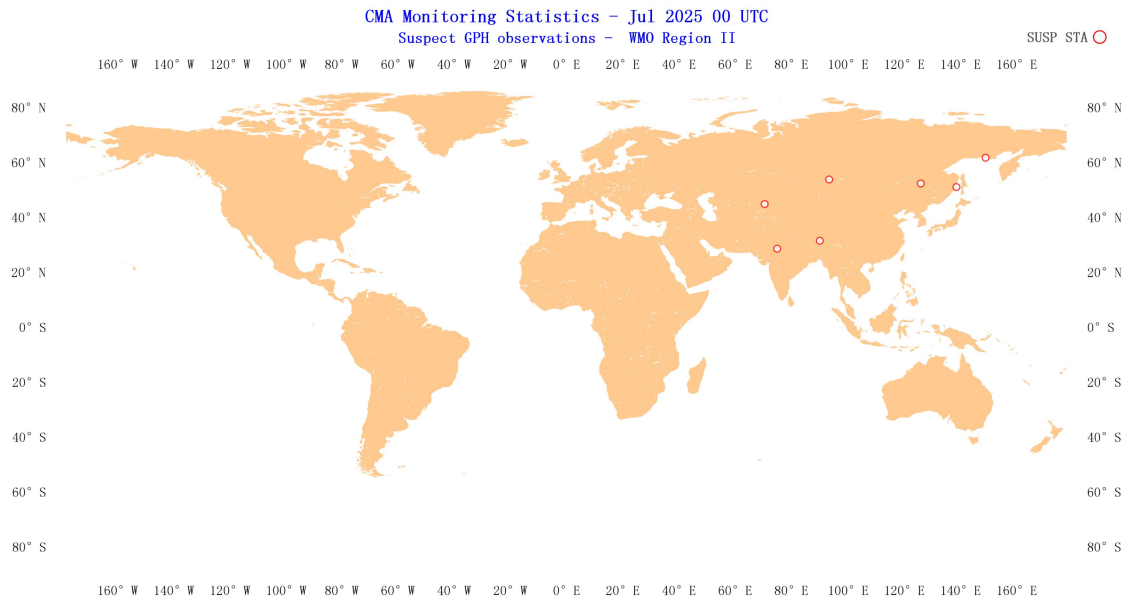 CMA Monitoring Statistics - Jul 2025 00 UTC
Suspect GPH observations - WMO Region II
SUSP STA
160° W 140° W 120° W 100° W 80° W 60° W 40° W 20° W 0° E 20° E 40° E 60° E 80° E 100° E 120° E 140° E 160° E
80° N 80° N
60° N 60° N
40° N 40° N
20° N 20° N
0° S 0° S
20° S 20° S
40° S 40° S
60° S 60° S
80° S 80° S
160° W 140° W 120° W 100° W 80° W 60° W 40° W 20° W 0° E 20° E 40° E 60° E 80° E 100° E 120° E 140° E 160° E